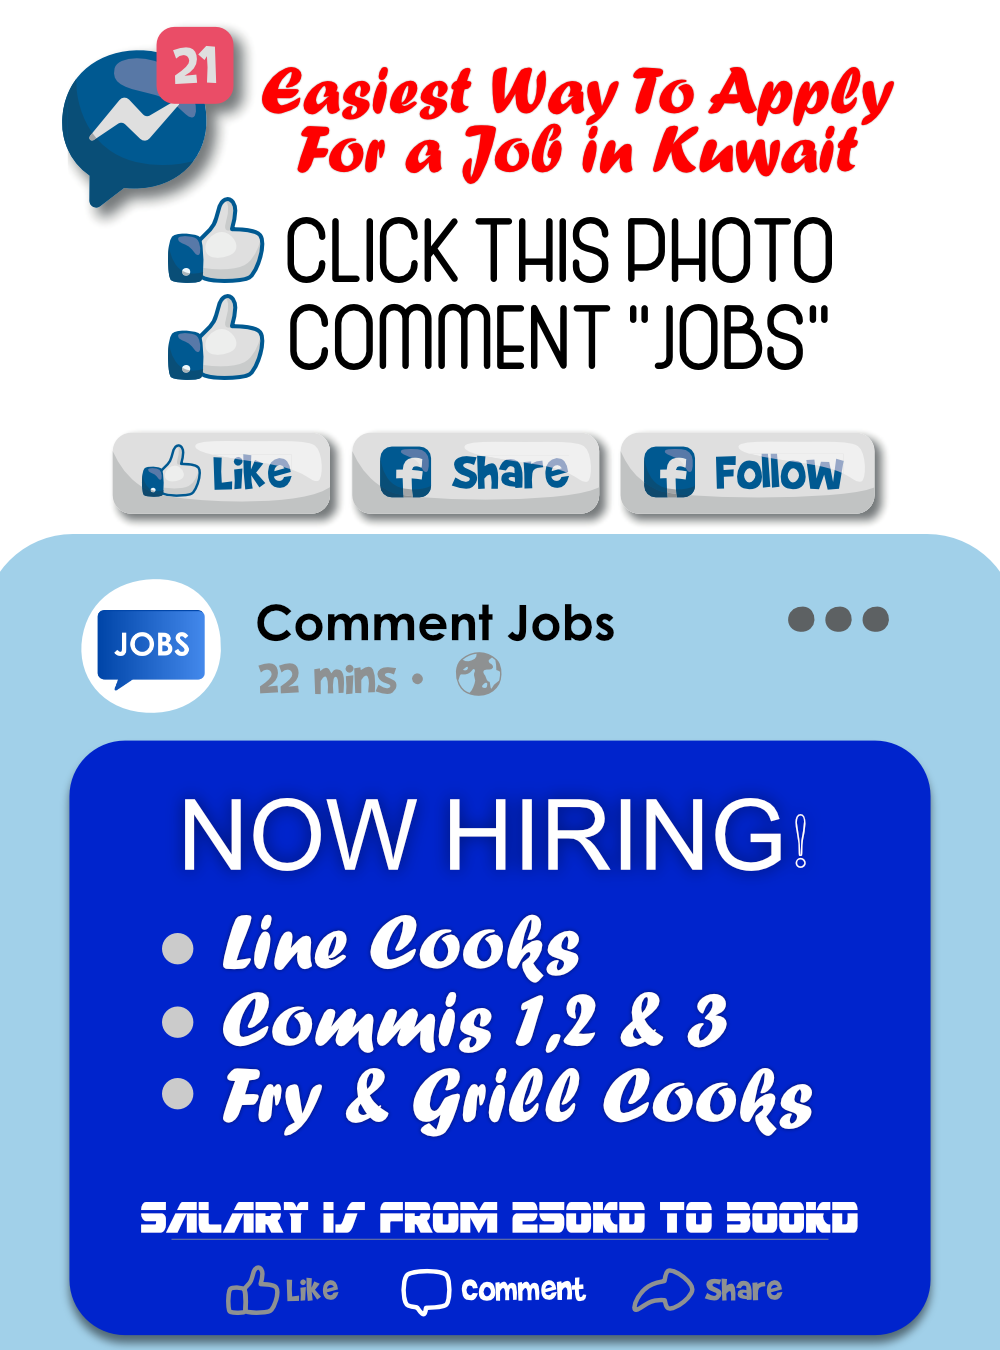 21
Easiest Way To Apply
For a Job in Kuwait
CLICK THIS PHOTO
COMMENT "JOBS"
Like Share Follow
JOBS
Comment Jobs
22 mins •
NOW HIRING!
• Line Cooks
• Commis 1,2 & 3
• Fry & Grill Cooks
SALARY IS FROM 250KD TO 300KD
Like Comment Share